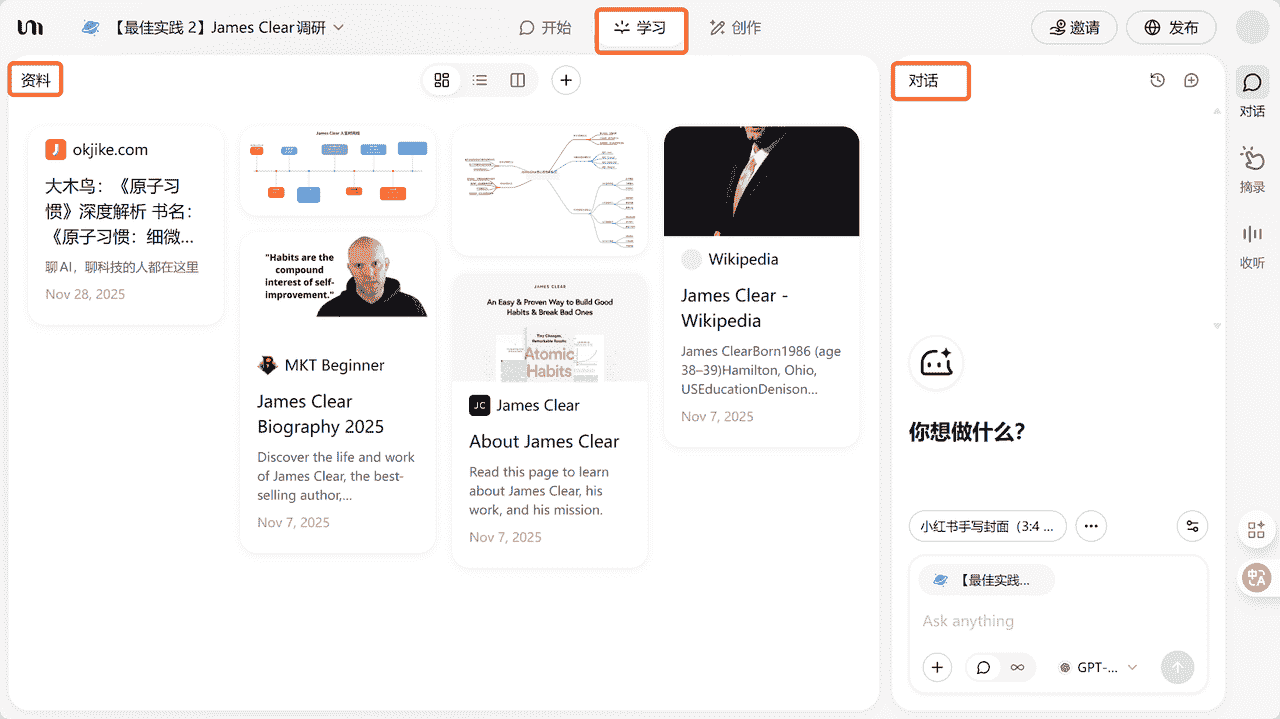 【最佳实践 2】James Clear调研
开始
学习
创作
邀请
发布
资料
okjike.com
大木鸟：《原子习
惯》深度解析 书名：
《原子习惯：细微...
聊AI，聊科技的人都在这里
Nov 28, 2025
"Habits are the
compound
interest of self-
improvement."
MKT Beginner
James Clear
Biography 2025
Discover the life and work
of James Clear, the best-
selling author,...
Nov 7, 2025
JAMES CLEAR
An Easy & Proven Way to Build Good
Habits & Break Bad Ones
Tiny Changes,
Remarkable Results
Atomic
Habits
JC
James Clear
About James Clear
Read this page to learn
about James Clear, his
work, and his mission.
Nov 7, 2025
Wikipedia
James Clear -
Wikipedia
James ClearBorn1986 (age
38–39)Hamilton, Ohio,
USEducationDenison...
Nov 7, 2025
对话
你想做什么？
小红书手写封面（3:4 ...
【最佳实践...
Ask anything
GPT-...
对话
摘录
收听